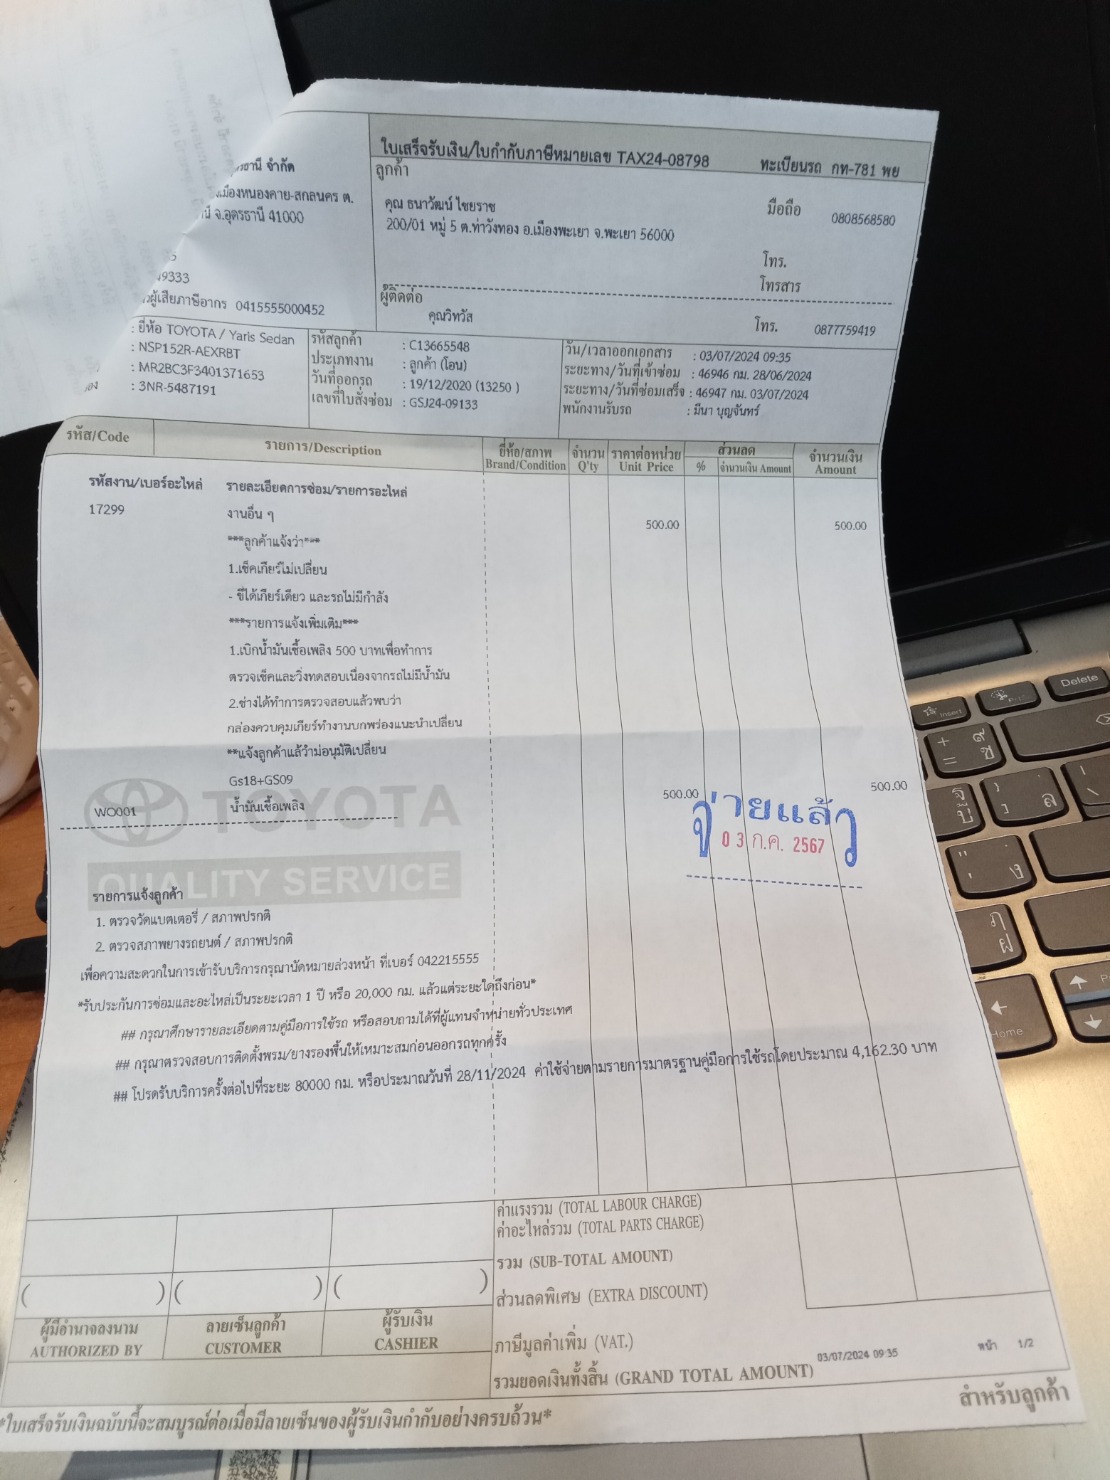 ใบเสร็จรับเงิน/ใบกำกับภาษีหมายเลข TAX24-08798
ทะเบียนรถ กท-781 พย
ธานี จำกัด
เมืองหนองคาย-สกลนคร ต.
จ.อุดรธานี 41000
49333
ผู้เสียภาษีอากร 0415555000452
ลูกค้า
คุณ ธนาวัฒน์ ไชยราช
มือถือ 0808568580
200/01 หมู่ 5 ต.ท่าวังทอง อ.เมืองพะเยา จ.พะเยา 56000
โทร.
โทรสาร
ผู้ติดต่อ
คุณวิทวัส
โทร. 0877759419
: ยี่ห้อ TOYOTA / Yaris Sedan
: NSP152R-AEXRBT
: MR2BC3F3401371653
: 3NR-5487191
รหัสลูกค้า : C13665548
ประเภทงาน : ลูกค้า (โอน)
วันที่ออกรถ : 19/12/2020 (13250 )
เลขที่ใบสั่งซ่อม : GSJ24-09133
วัน/เวลาออกเอกสาร : 03/07/2024 09:35
ระยะทาง/วันที่เข้าซ่อม : 46946 กม. 28/06/2024
ระยะทาง/วันที่ซ่อมเสร็จ : 46947 กม. 03/07/2024
พนักงานรับรถ : มีนา บุญจันทร์
รหัส/Code
รายการ/Description
ยี่ห้อ/สภาพ
Brand/Condition
จำนวน
Q'ty
ราคาต่อหน่วย
Unit Price
ส่วนลด
%
จำนวนเงิน Amount
จำนวนเงิน
Amount
รหัสงาน/เบอร์อะไหล่ รายละเอียดการซ่อม/รายการอะไหล่
17299 งานอื่น ๆ 500.00 500.00
***ลูกค้าแจ้งว่า***
1.เช็คเกียร์ไม่เปลี่ยน
- ขี่ได้เกียร์เดียว และรถไม่มีกำลัง
***รายการแจ้งเพิ่มเติม***
1.เบิกน้ำมันเชื้อเพลิง 500 บาทเพื่อทำการ
ตรวจเช็คและวิ่งทดสอบเนื่องจากรถไม่มีน้ำมัน
2.ช่างได้ทำการตรวจสอบแล้วพบว่า
กล่องควบคุมเกียร์ทำงานบกพร่องแนะนำเปลี่ยน
**แจ้งลูกค้าแล้วไม่อนุมัติเปลี่ยน
Gs18+GS09
WO001 น้ำมันเชื้อเพลิง 500.00 500.00
TOYOTA
QUALITY SERVICE
จ่ายแล้ว
0 3 ก.ค. 2567
รายการแจ้งลูกค้า
1. ตรวจวัดแบตเตอรี่ / สภาพปรกติ
2. ตรวจสภาพยางรถยนต์ / สภาพปรกติ
เพื่อความสะดวกในการเข้ารับบริการกรุณานัดหมายล่วงหน้า ที่เบอร์ 042215555
*รับประกันการซ่อมและอะไหล่เป็นระยะเวลา 1 ปี หรือ 20,000 กม. แล้วแต่ระยะใดถึงก่อน*
## กรุณาศึกษารายละเอียดตามคู่มือการใช้รถ หรือสอบถามได้ที่ผู้แทนจำหน่ายทั่วประเทศ
## กรุณาตรวจสอบการติดตั้งพรม/ยางรองพื้นให้เหมาะสมก่อนออกรถทุกครั้ง
## โปรดรับบริการครั้งต่อไปที่ระยะ 80000 กม. หรือประมาณวันที่ 28/11/2024 ค่าใช้จ่ายตามรายการมาตรฐานคู่มือการใช้รถโดยประมาณ 4,162.30 บาท
ค่าแรงรวม (TOTAL LABOUR CHARGE)
ค่าอะไหล่รวม (TOTAL PARTS CHARGE)
รวม (SUB-TOTAL AMOUNT)
ส่วนลดพิเศษ (EXTRA DISCOUNT)
ภาษีมูลค่าเพิ่ม (VAT.)
รวมยอดเงินทั้งสิ้น (GRAND TOTAL AMOUNT)
( ) ( ) ( )
ผู้มีอำนาจลงนาม
AUTHORIZED BY
ลายเซ็นลูกค้า
CUSTOMER
ผู้รับเงิน
CASHIER
03/07/2024 09:35
หน้า 1/2
สำหรับลูกค้า
*ใบเสร็จรับเงินฉบับนี้จะสมบูรณ์ต่อเมื่อมีลายเซ็นของผู้รับเงินกำกับอย่างครบถ้วน*
Insert
Delete
Home